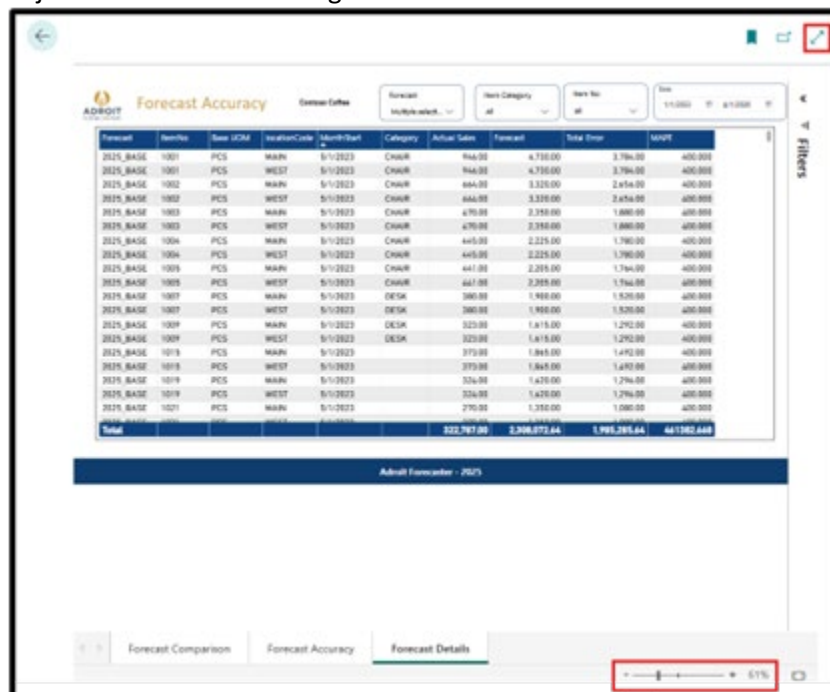 Forecast Accuracy
Contoso Coffee
ADROIT
Forecast
Multiple select...
Item Category
All
Item No
All
Date
Filters
Forecast ItemNo Base UOM locationCode MonthStart Category Actual Sales Forecast Total Error MAPE
2025_BASE 1001 PCS MAIN 5/1/2023 CHAIR 946.00 4,730.00 3,784.00 400.000
2025_BASE 1001 PCS WEST 5/1/2023 CHAIR 946.00 4,730.00 3,784.00 400.000
2025_BASE 1002 PCS MAIN 5/1/2023 CHAIR 664.00 3,320.00 2,656.00 400.000
2025_BASE 1002 PCS WEST 5/1/2023 CHAIR 664.00 3,320.00 2,656.00 400.000
2025_BASE 1003 PCS MAIN 5/1/2023 CHAIR 470.00 2,350.00 1,880.00 400.000
2025_BASE 1003 PCS WEST 5/1/2023 CHAIR 470.00 2,350.00 1,880.00 400.000
2025_BASE 1004 PCS MAIN 5/1/2023 CHAIR 445.00 2,225.00 1,780.00 400.000
2025_BASE 1004 PCS WEST 5/1/2023 CHAIR 445.00 2,225.00 1,780.00 400.000
2025_BASE 1005 PCS MAIN 5/1/2023 CHAIR 441.00 2,205.00 1,764.00 400.000
2025_BASE 1005 PCS WEST 5/1/2023 CHAIR 441.00 2,205.00 1,764.00 400.000
2025_BASE 1007 PCS MAIN 5/1/2023 DESK 380.00 1,900.00 1,520.00 400.000
2025_BASE 1007 PCS WEST 5/1/2023 DESK 380.00 1,900.00 1,520.00 400.000
2025_BASE 1009 PCS MAIN 5/1/2023 DESK 323.00 1,615.00 1,292.00 400.000
2025_BASE 1009 PCS WEST 5/1/2023 DESK 323.00 1,615.00 1,292.00 400.000
2025_BASE 1015 PCS MAIN 5/1/2023 373.00 1,865.00 1,492.00 400.000
2025_BASE 1015 PCS WEST 5/1/2023 373.00 1,865.00 1,492.00 400.000
2025_BASE 1019 PCS MAIN 5/1/2023 324.00 1,620.00 1,296.00 400.000
2025_BASE 1019 PCS WEST 5/1/2023 324.00 1,620.00 1,296.00 400.000
2025_BASE 1021 PCS MAIN 5/1/2023 270.00 1,350.00 1,080.00 400.000
Total 322,787.00 2,308,072.64 1,985,285.64 461382.668
Adroit Forecaster - 2025
Forecast Comparison Forecast Accuracy Forecast Details
- + 61%